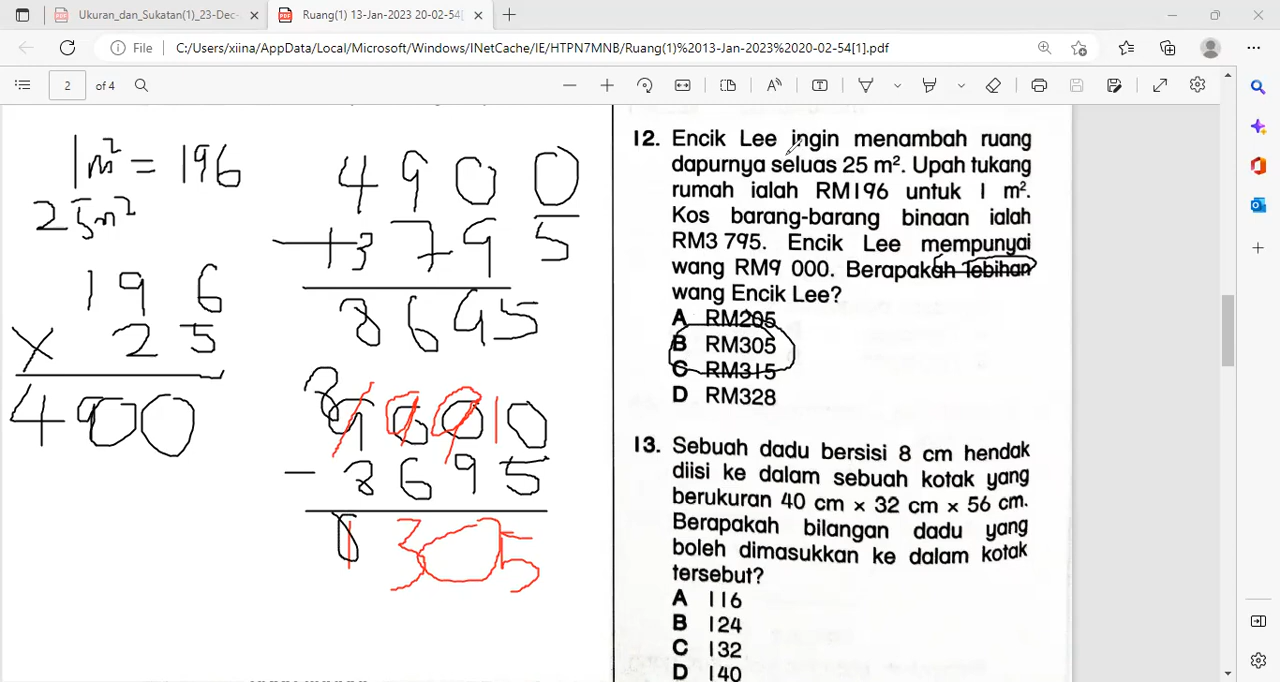 Ukuran_dan_Sukatan(1)_23-Dec-
Ruang(1) 13-Jan-2023 20-02-54[
File
C:/Users/xiina/AppData/Local/Microsoft/Windows/INetCache/IE/HTPN7MNB/Ruang(1)%2013-Jan-2023%2020-02-54[1].pdf
2 of 4
1m² = 196
25m²
196
× 25
4900
4900
+3795
8695
8 9 9 1
9000
- 8695
0305
12. Encik Lee ingin menambah ruang
dapurnya seluas 25 m². Upah tukang
rumah ialah RM196 untuk 1 m².
Kos barang-barang binaan ialah
RM3 795. Encik Lee mempunyai
wang RM9 000. Berapakah lebihan
wang Encik Lee?
A RM205
B RM305
C RM315
D RM328
13. Sebuah dadu bersisi 8 cm hendak
diisi ke dalam sebuah kotak yang
berukuran 40 cm × 32 cm × 56 cm.
Berapakah bilangan dadu yang
boleh dimasukkan ke dalam kotak
tersebut?
A 116
B 124
C 132
D 140